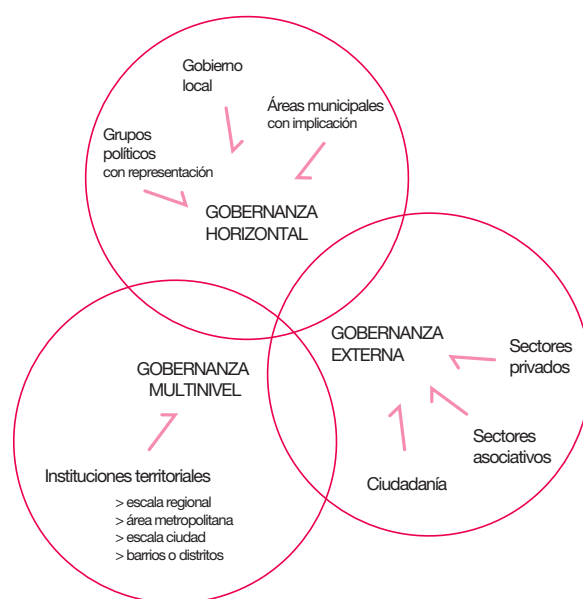 Gobierno
local
Áreas municipales
con implicación
Grupos
políticos
con representación
GOBERNANZA
HORIZONTAL
GOBERNANZA
EXTERNA
Sectores
privados
Sectores
asociativos
Ciudadanía
GOBERNANZA
MULTINIVEL
Instituciones territoriales
> escala regional
> área metropolitana
> escala ciudad
> barrios o distritos